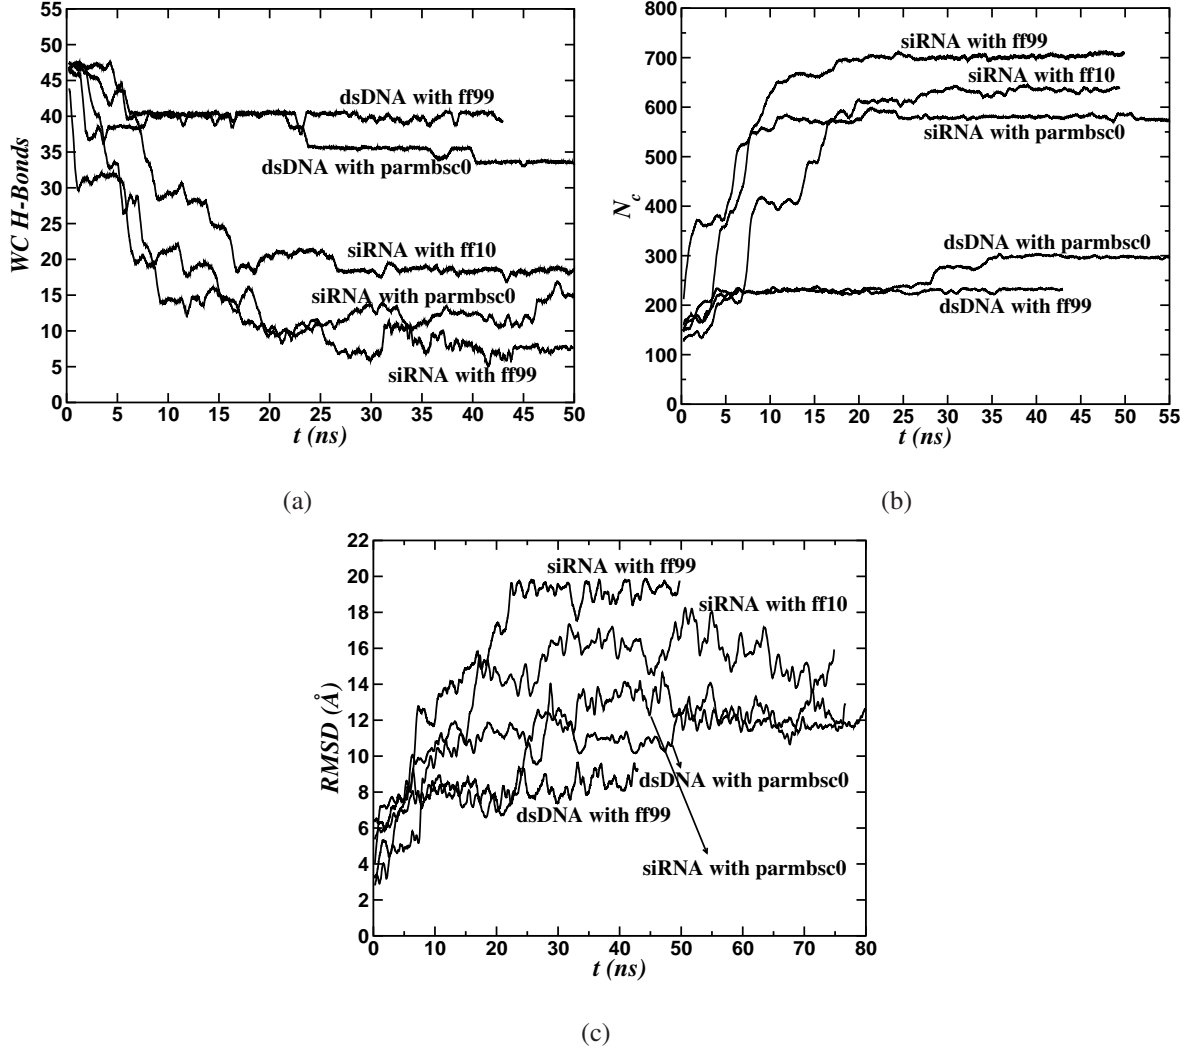 65
60
55
50
45
40
35
30
25
20
15
10
5
0
WC H-Bonds
dsDNA with ff99
dsDNA with parmbsc0
siRNA with ff10
siRNA with parmbsc0
siRNA with ff99
0 5 10 15 20 25 30 35 40 45 50
t (ns)
(a)
800
700
600
500
400
300
200
100
0
N_c
siRNA with ff99
siRNA with ff10
siRNA with parmbsc0
dsDNA with parmbsc0
dsDNA with ff99
0 5 10 15 20 25 30 35 40 45 50 55
t (ns)
(b)
22
20
18
16
14
12
10
8
6
4
2
0
RMSD (Å)
siRNA with ff99
siRNA with ff10
dsDNA with parmbsc0
dsDNA with ff99
siRNA with parmbsc0
0 10 20 30 40 50 60 70 80
t (ns)
(c)